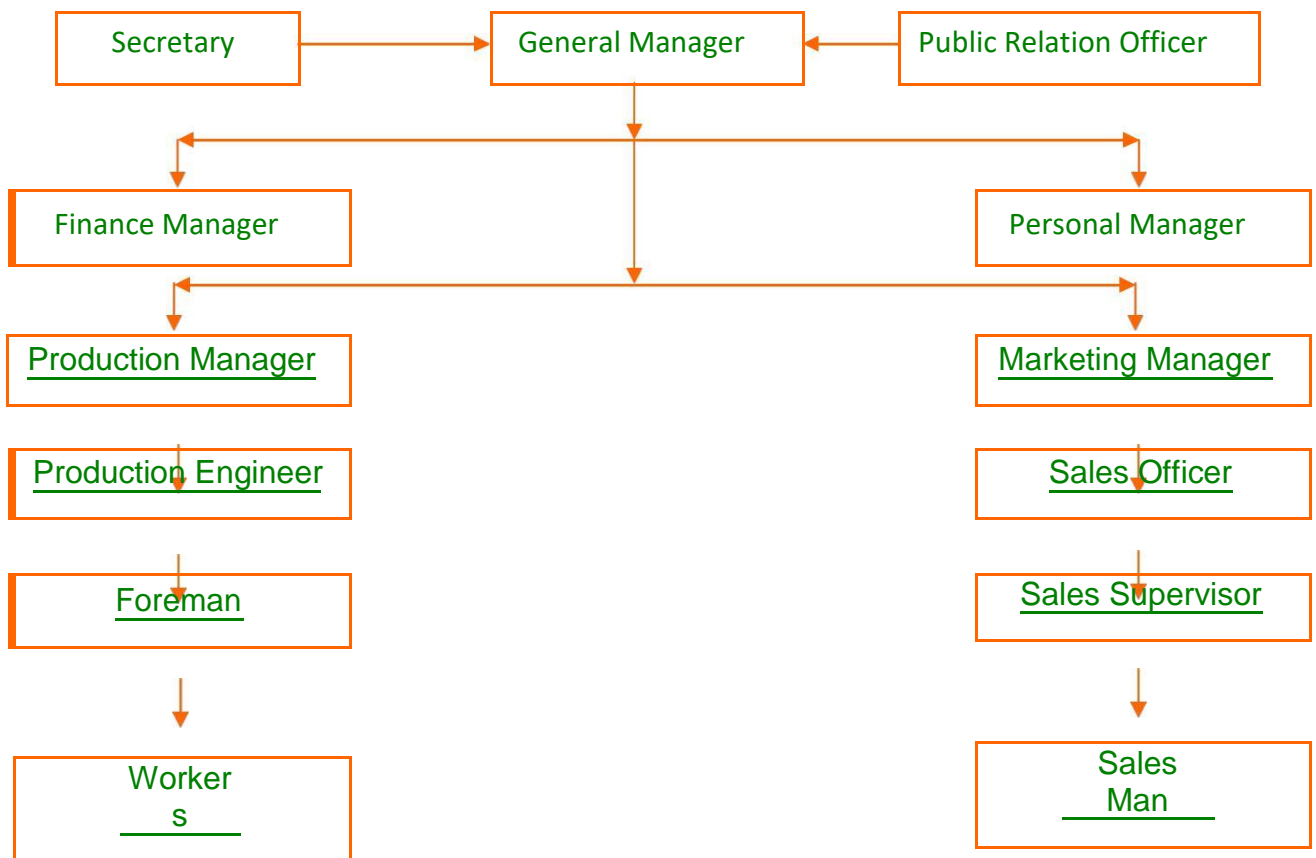 Secretary
General Manager
Public Relation Officer
Finance Manager
Personal Manager
Production Manager
Marketing Manager
Production Engineer
Sales Officer
Foreman
Sales Supervisor
Worker
s
Sales
Man